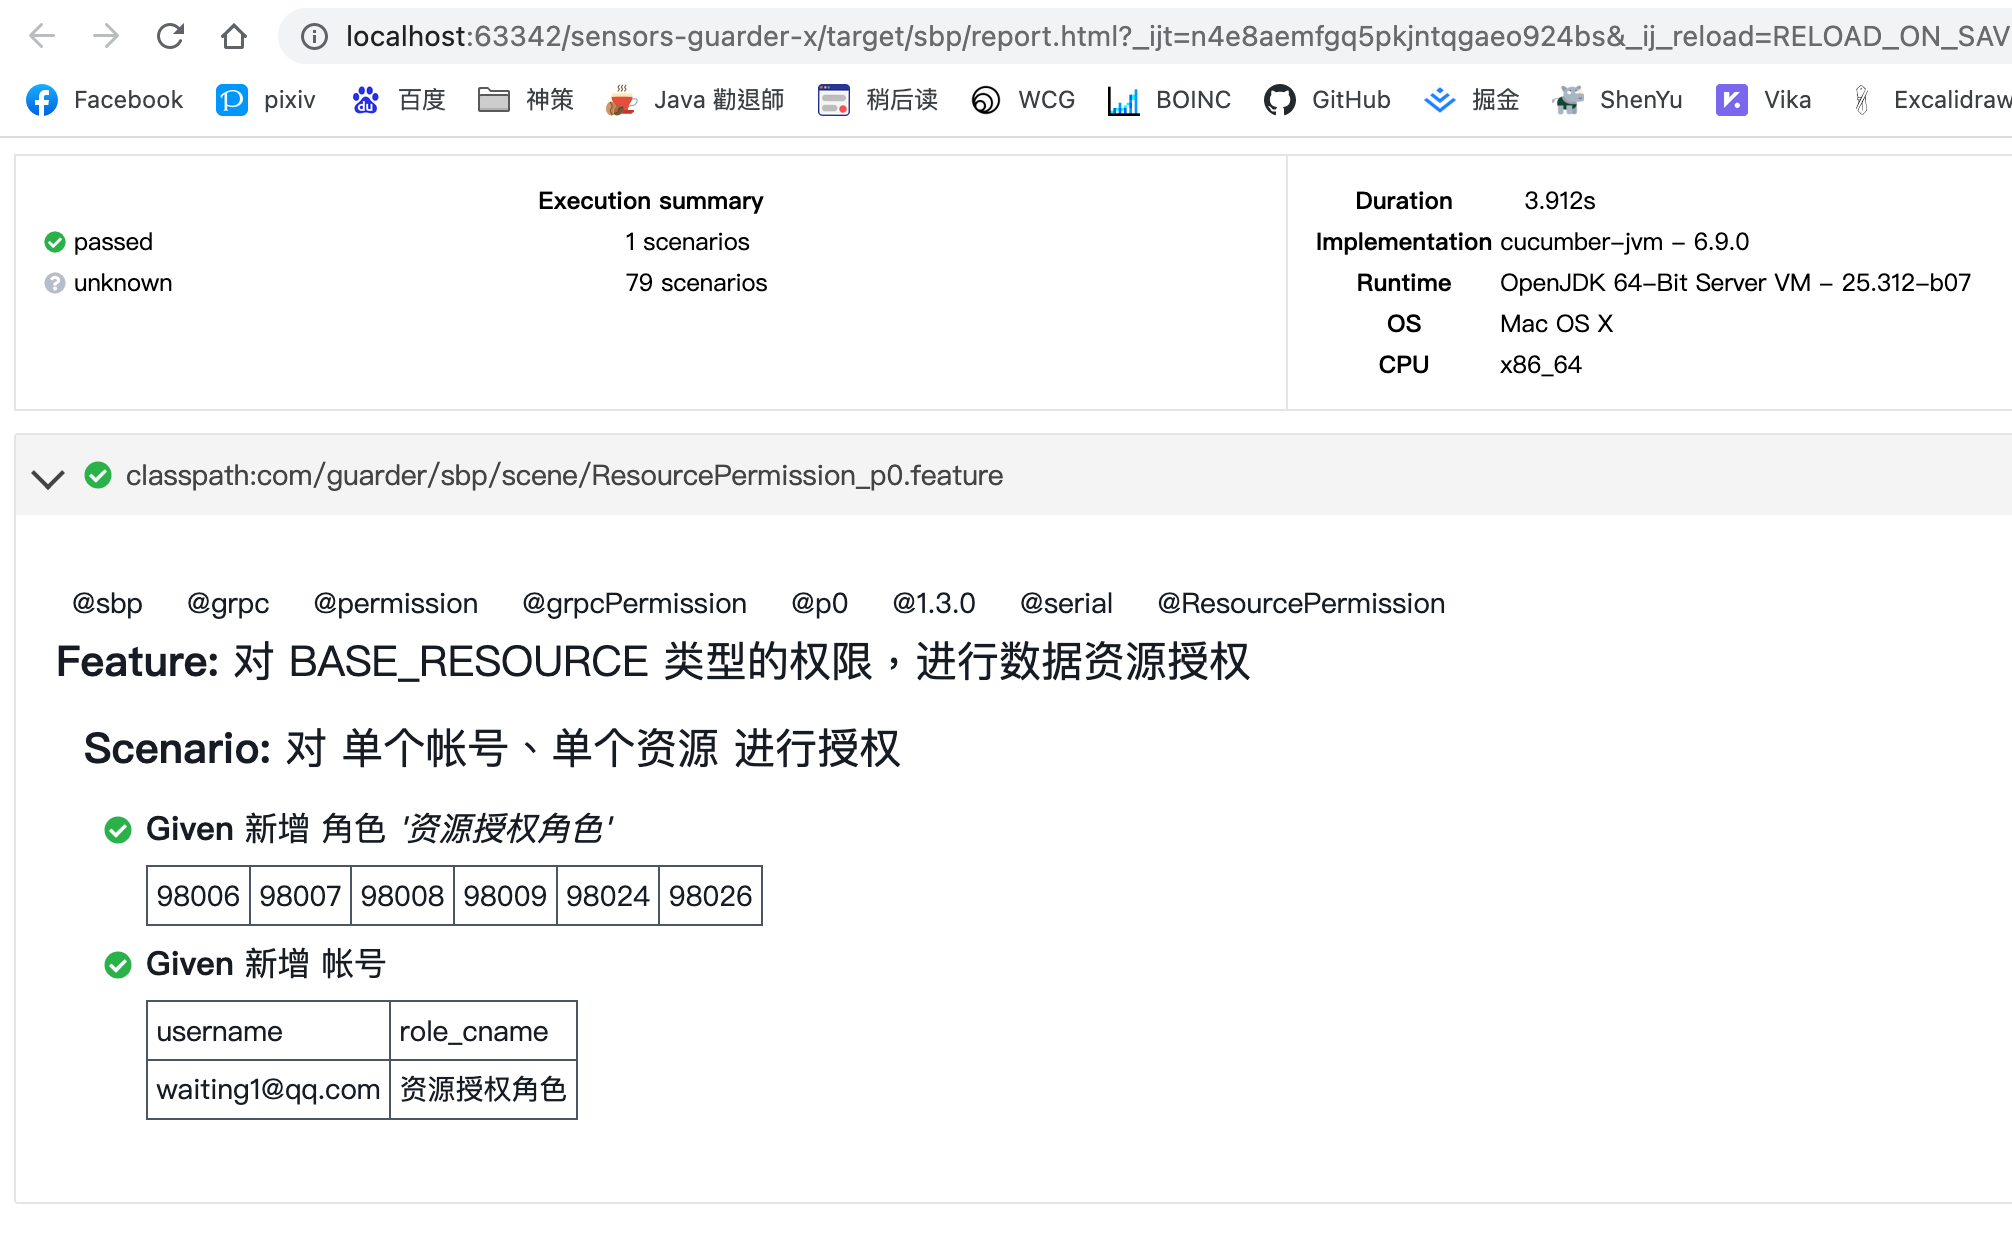 localhost:63342/sensors-guarder-x/target/sbp/report.html?_ijt=n4e8aemfgq5pkjntqgaeo924bs&_ij_reload=RELOAD_ON_SAV
Facebook pixiv 百度 神策 Java 勸退師 稍后读 WCG BOINC GitHub 掘金 ShenYu Vika Excalidraw
Execution summary
passed 1 scenarios
unknown 79 scenarios
Duration 3.912s
Implementation cucumber-jvm - 6.9.0
Runtime OpenJDK 64-Bit Server VM - 25.312-b07
OS Mac OS X
CPU x86_64
classpath:com/guarder/sbp/scene/ResourcePermission_p0.feature
@sbp @grpc @permission @grpcPermission @p0 @1.3.0 @serial @ResourcePermission
Feature: 对 BASE_RESOURCE 类型的权限，进行数据资源授权
Scenario: 对 单个帐号、单个资源 进行授权
Given 新增 角色 '资源授权角色'
98006 98007 98008 98009 98024 98026
Given 新增 帐号
username role_cname
waiting1@qq.com 资源授权角色